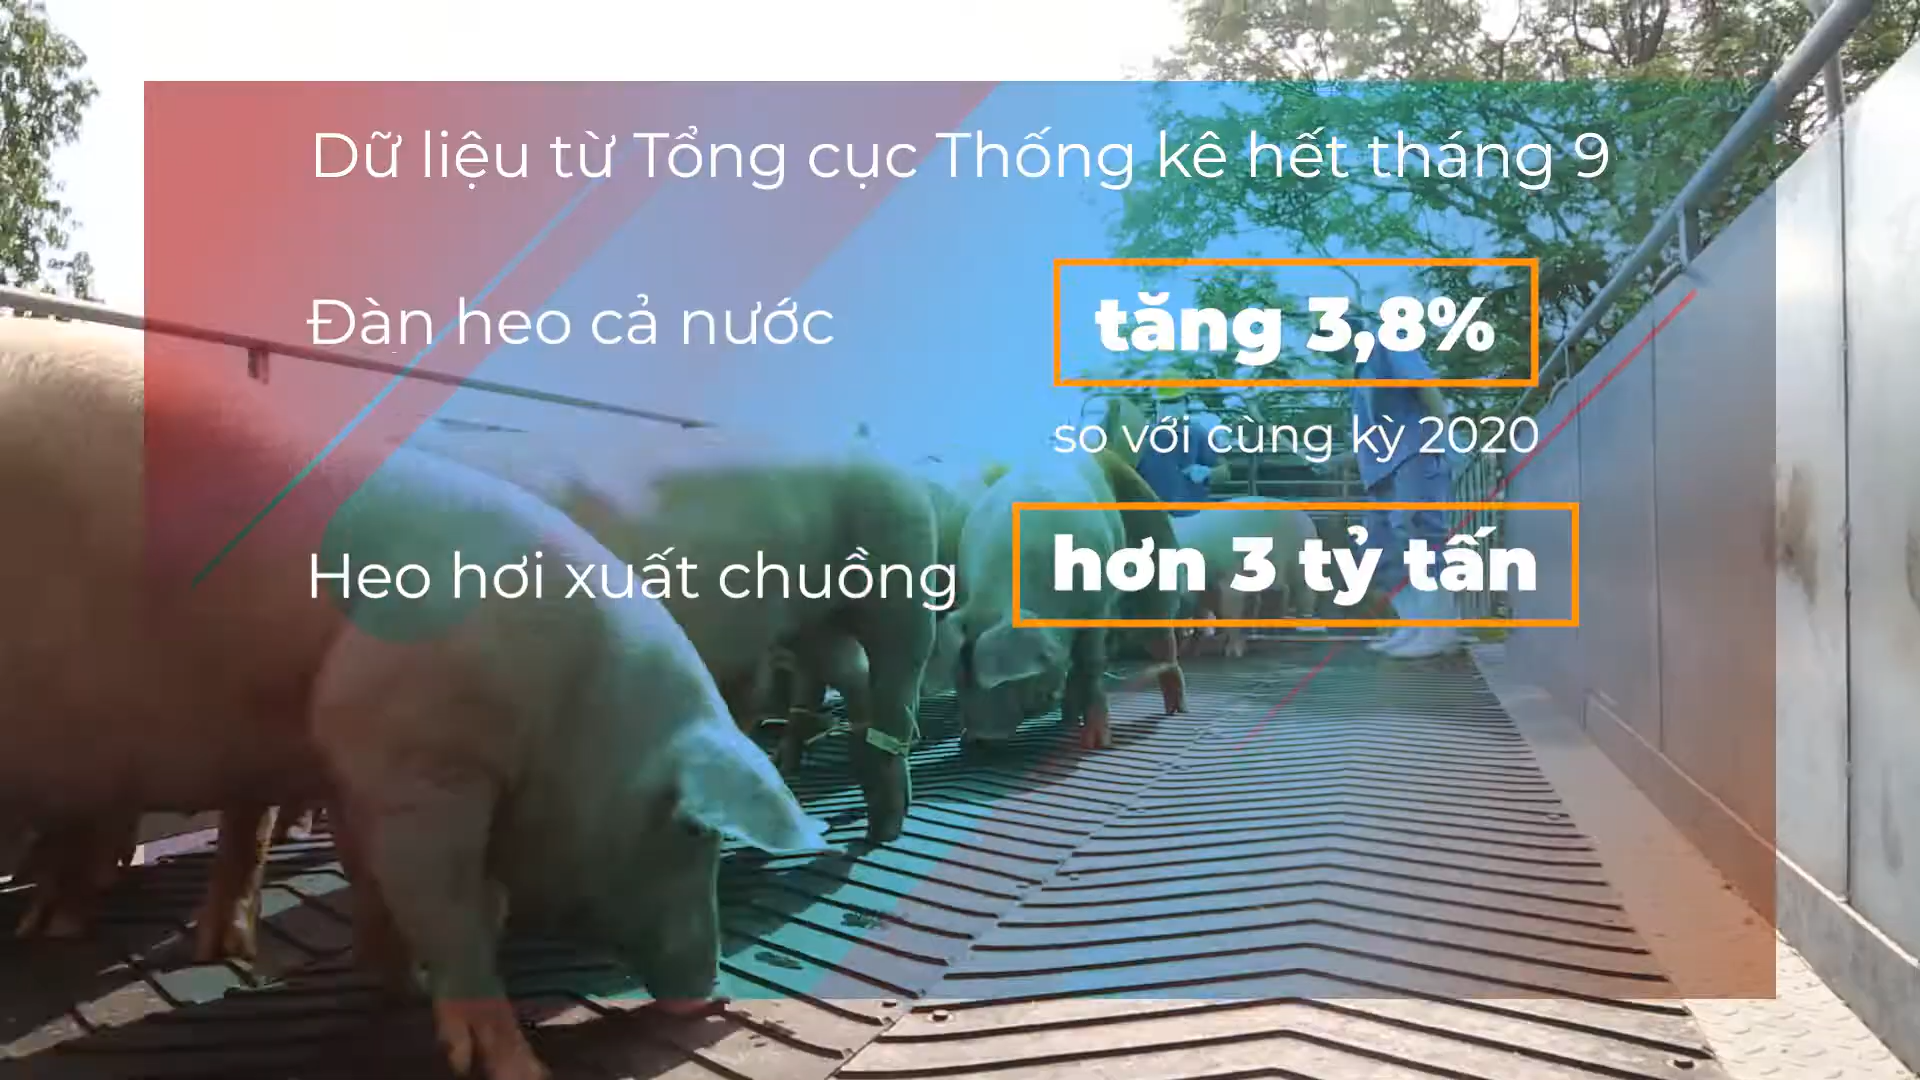 Dữ liệu từ Tổng cục Thống kê hết tháng 9
Đàn heo cả nước
tăng 3,8%
so với cùng kỳ 2020
Heo hơi xuất chuồng
hơn 3 tỷ tấn